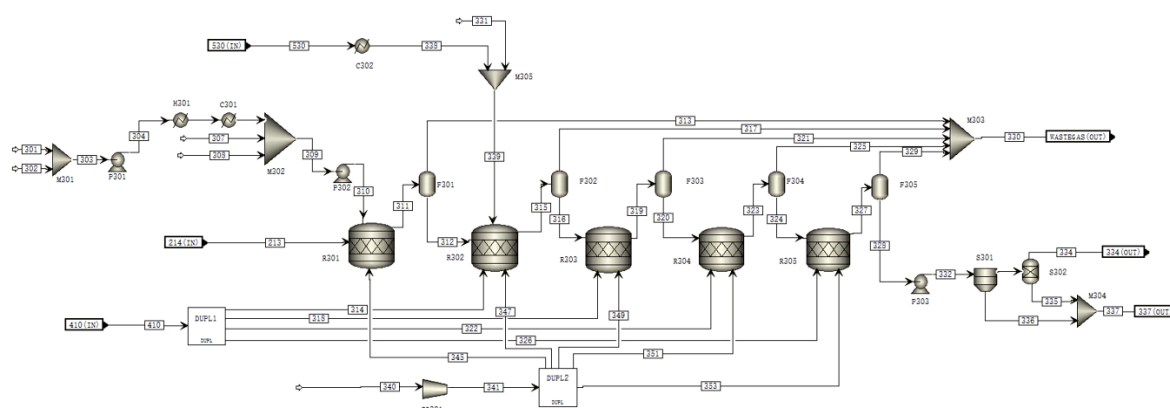 331
530(IN)
530
338
C302
M305
H301
C301
304
313
M303
317
321
325
329
330
WASTEGAS(OUT)
301
303
302
M301
P301
307
308
M302
309
P302
310
339
311
F301
315
F302
319
F303
323
F304
327
F305
316
320
324
328
214(IN)
213
R301
312
R302
R303
R304
R305
332
P303
S301
334
334(OUT)
S302
335
M304
336
337
337(OUT)
410(IN)
410
DUPL1
DUPL
314
318
322
326
347
349
345
351
340
341
DUPL2
DUPL
353